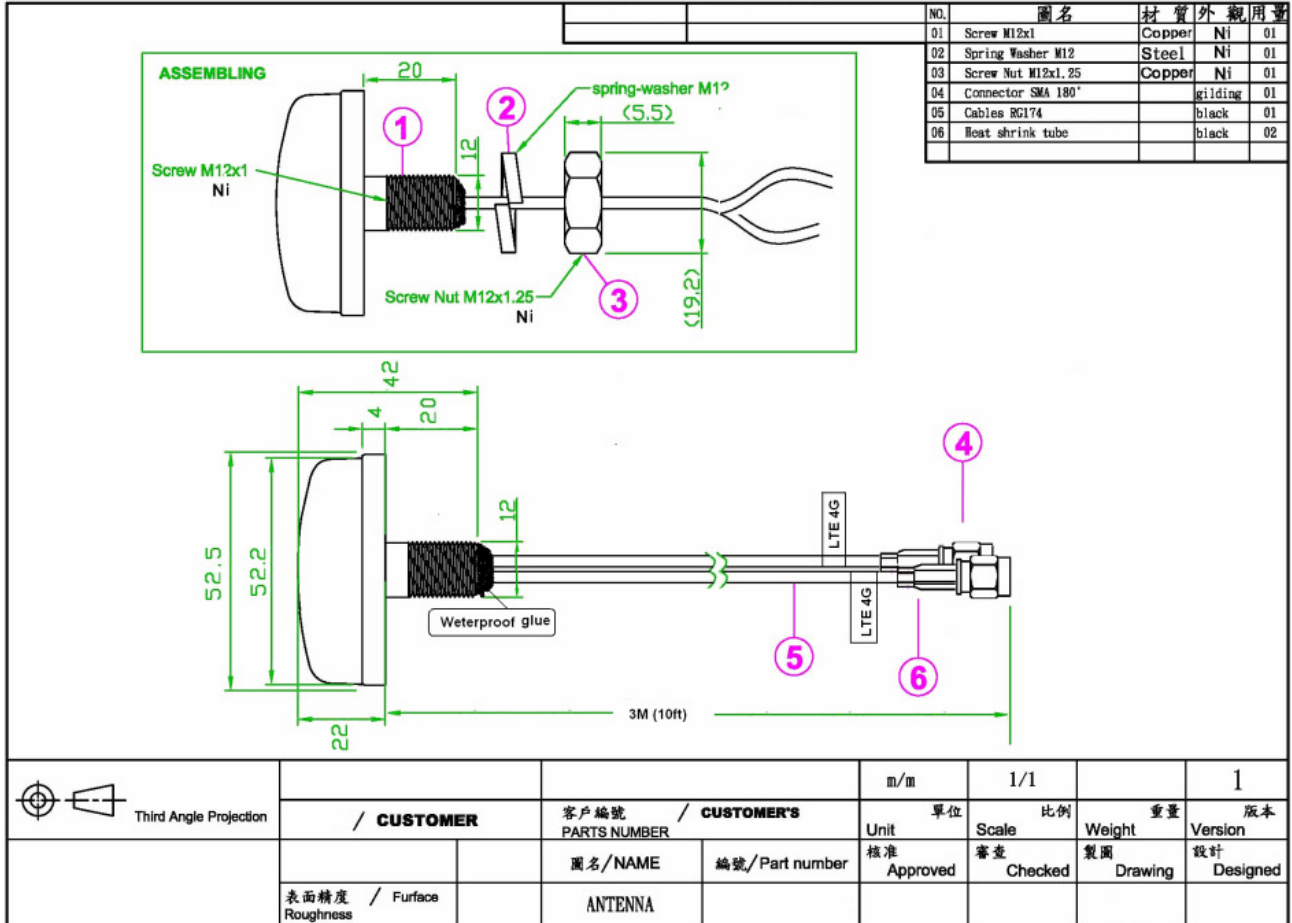 NO. 圖名 材質 外觀 用量
01 Screw M12x1 Copper Ni 01
02 Spring Washer M12 Steel Ni 01
03 Screw Nut M12x1.25 Copper Ni 01
04 Connector SMA 180° gilding 01
05 Cables RG174 black 01
06 Heat shrink tube black 02
ASSEMBLING
20
spring-washer M12
(5.5)
1
2
12
Screw M12x1
Ni
Screw Nut M12x1.25
Ni
3
(19.2)
42
4
20
12
52.5
52.2
4
LTE 4G
LTE 4G
Weterproof glue
5
6
3M (10ft)
22
Third Angle Projection
/ CUSTOMER
客戶編號 / CUSTOMER'S
PARTS NUMBER
m/m 1/1 1
單位 比例 重量 版本
Unit Scale Weight Version
圖名/NAME 編號/Part number
核准 審查 製圖 設計
Approved Checked Drawing Designed
表面精度 / Furface
Roughness
ANTENNA